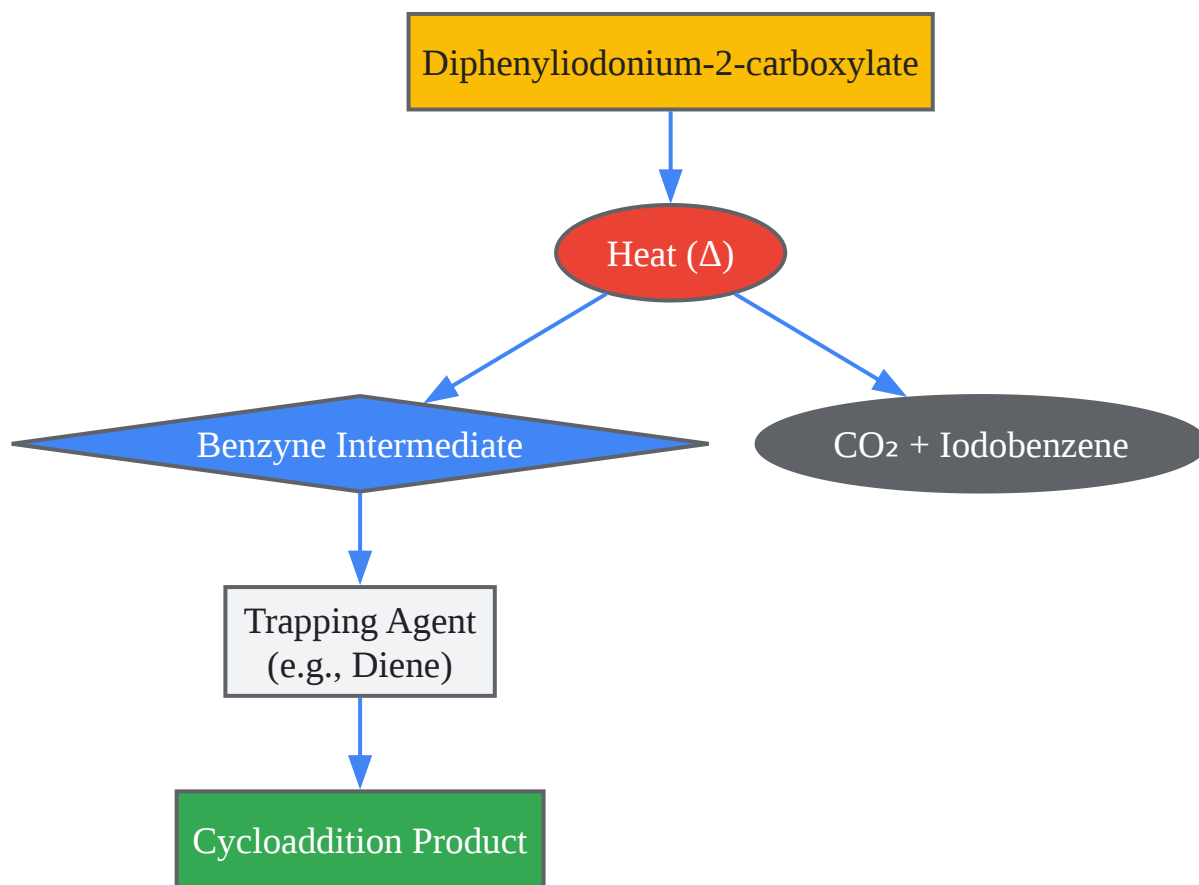 Diphenyliodonium-2-carboxylate
Heat (Δ)
Benzyne Intermediate
CO₂ + Iodobenzene
Trapping Agent
(e.g., Diene)
Cycloaddition Product